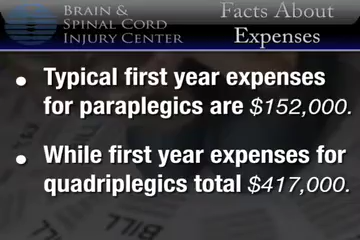 BRAIN &
SPINAL CORD
INJURY CENTER
Facts About
Expenses
• Typical first year expenses
for paraplegics are $152,000.
• While first year expenses for
quadriplegics total $417,000.
BILL